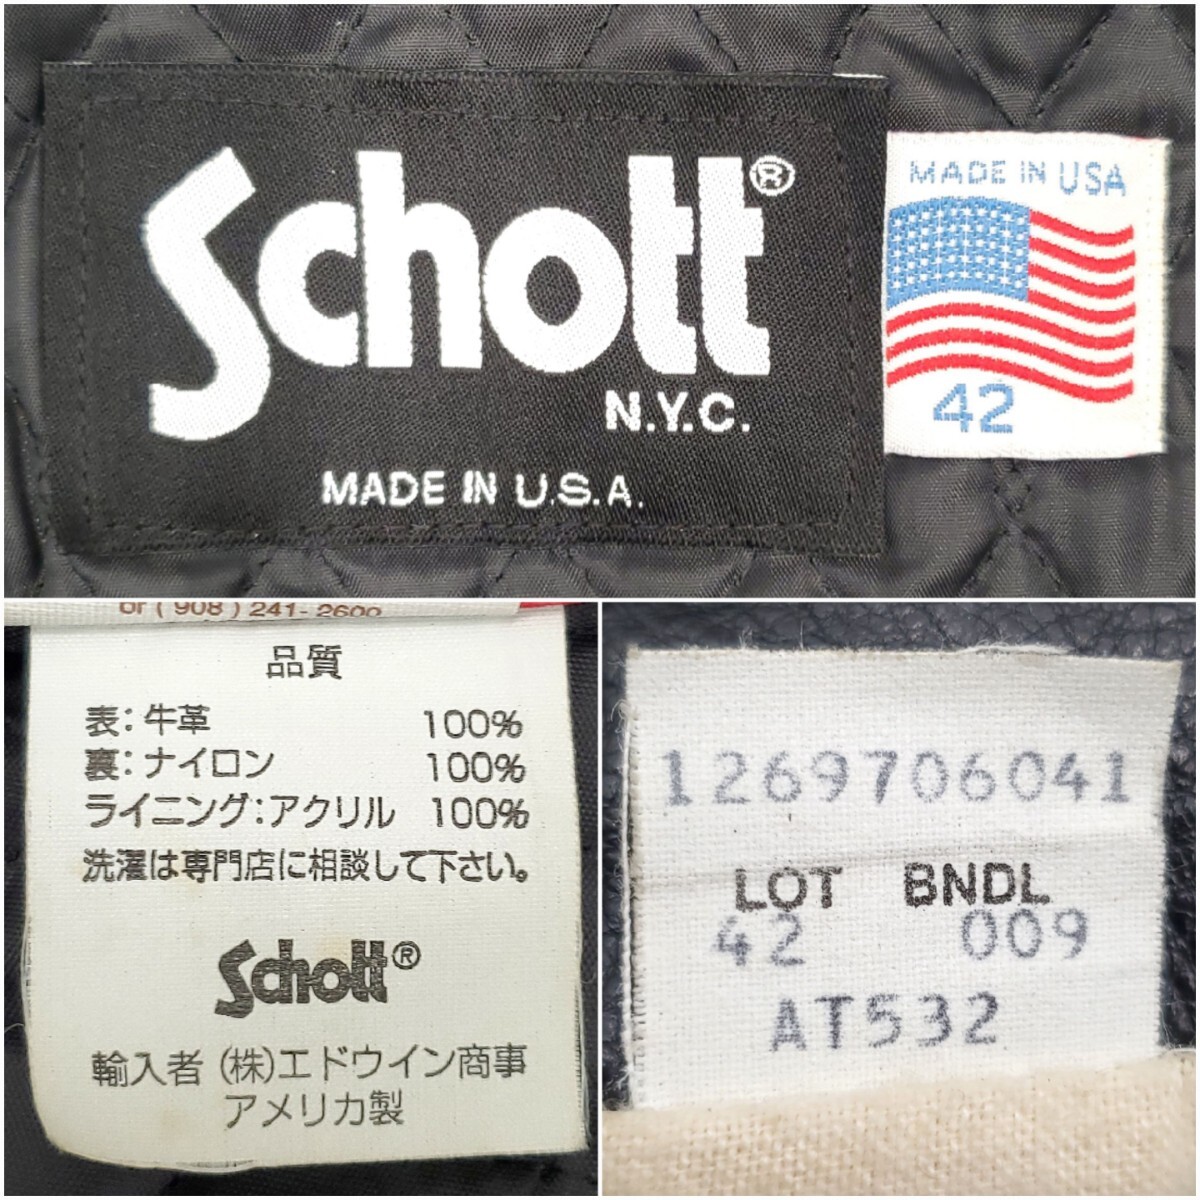 Schott®
N.Y.C.
MADE IN U.S.A.
MADE IN USA
42
or ( 908 ) 241- 2600
品質
表: 牛革 100%
裏: ナイロン 100%
ライニング: アクリル 100%
洗濯は専門店に相談して下さい。
Schott®
輸入者 (株)エドウイン商事
アメリカ製
1269706041
LOT BNDL
42 009
AT532